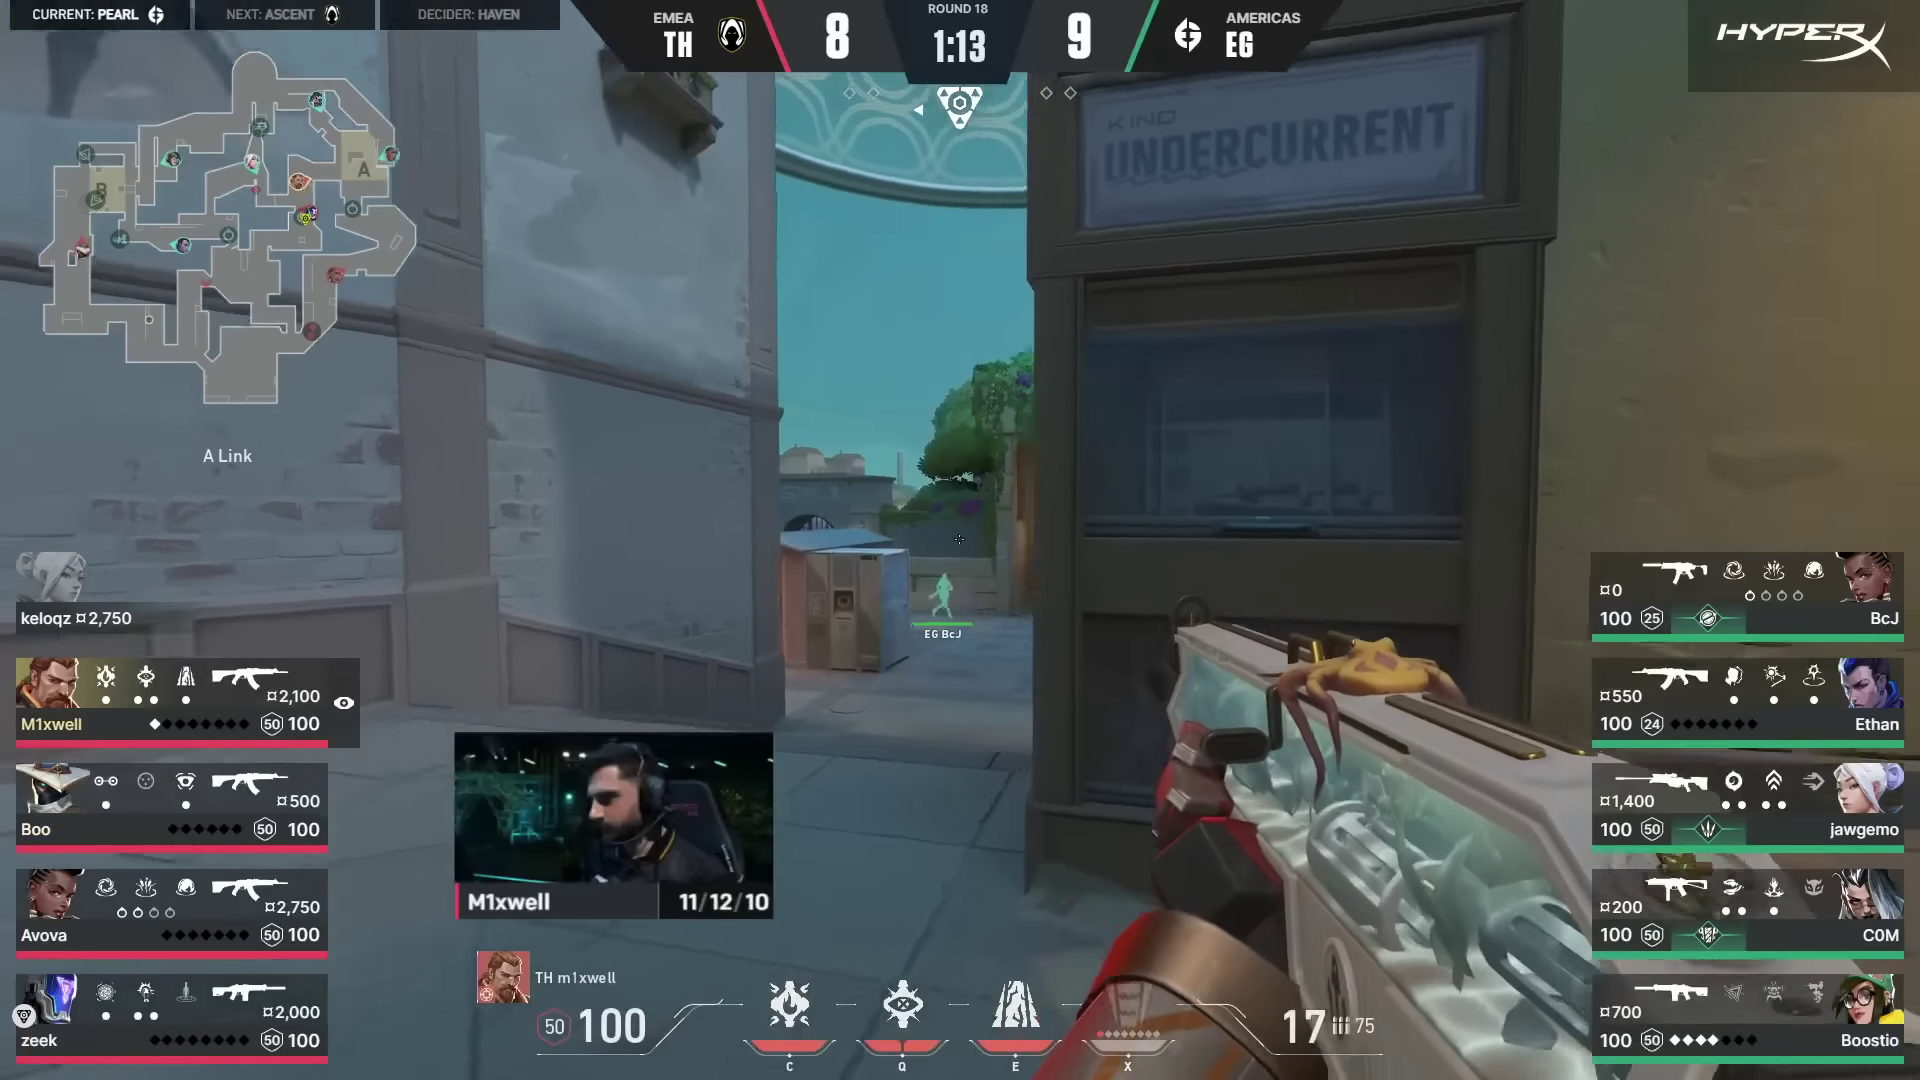 CURRENT: PEARL
NEXT: ASCENT
DECIDER: HAVEN
EMEA
TH
8
ROUND 18
1:13
9
AMERICAS
EG
HYPERX
KIND
UNDERCURRENT
B
A
A Link
EG BcJ
keloqz ¤2,750
¤2,100
M1xwell 50 100
¤500
Boo 50 100
¤2,750
Avova 50 100
¤2,000
zeek 50 100
¤0
100 25 BcJ
¤550
100 24 Ethan
¤1,400
100 50 jawgemo
¤200
100 50 C0M
¤700
100 50 Boostio
M1xwell 11/12/10
TH m1xwell
50 100
C Q E X
17 75